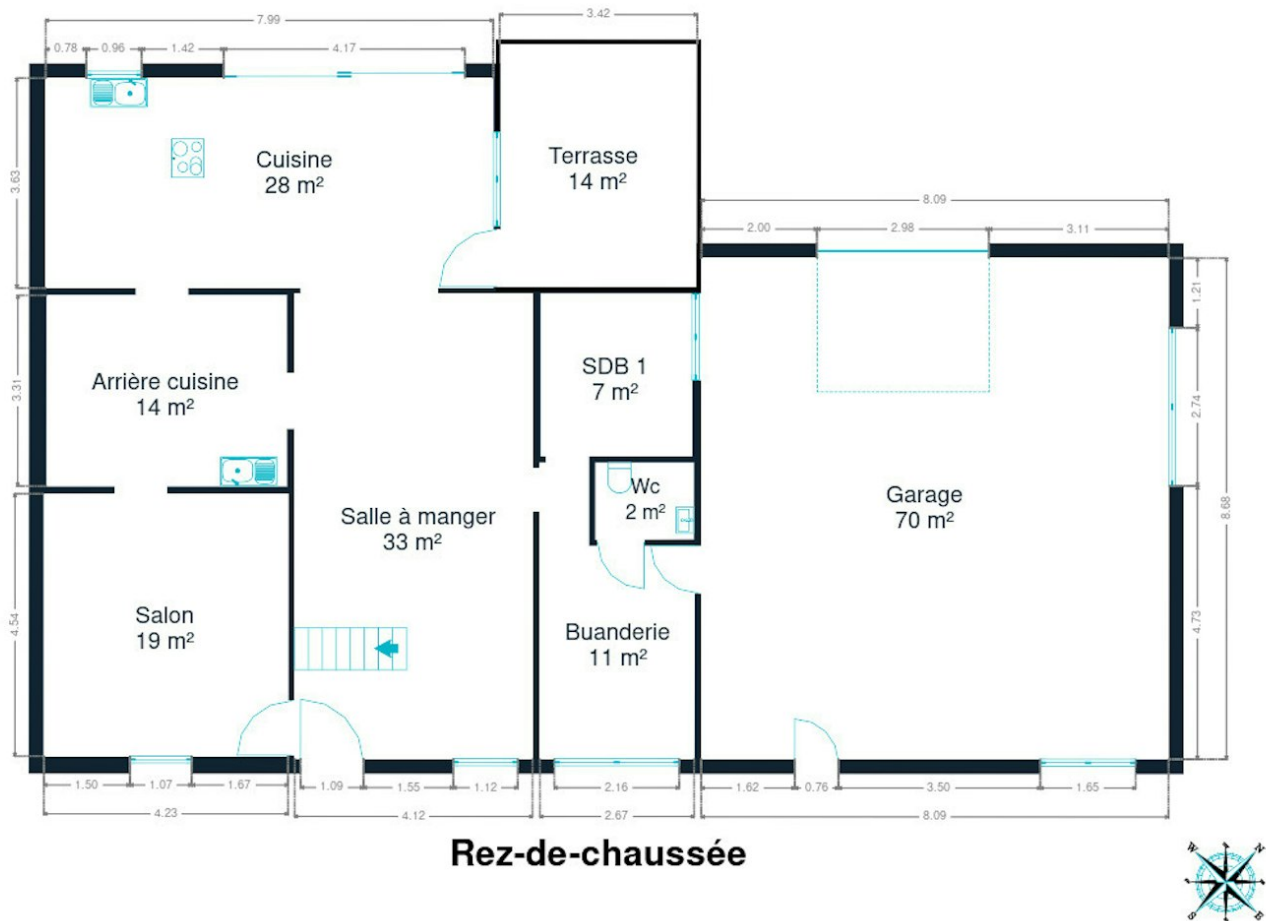 7.99
3.42
0.78 0.96 1.42 4.17
3.63
Cuisine
28 m²
Terrasse
14 m²
8.09
2.00 2.98 3.11
1.21
3.31
Arrière cuisine
14 m²
SDB 1
7 m²
2.74
Wc
2 m²
Garage
70 m²
8.68
Salle à manger
33 m²
4.54
Salon
19 m²
Buanderie
11 m²
4.73
1.50 1.07 1.67 1.09 1.55 1.12 2.16 1.62 0.76 3.50 1.65
4.23 4.12 2.67 8.09
Rez-de-chaussée
W N
S E